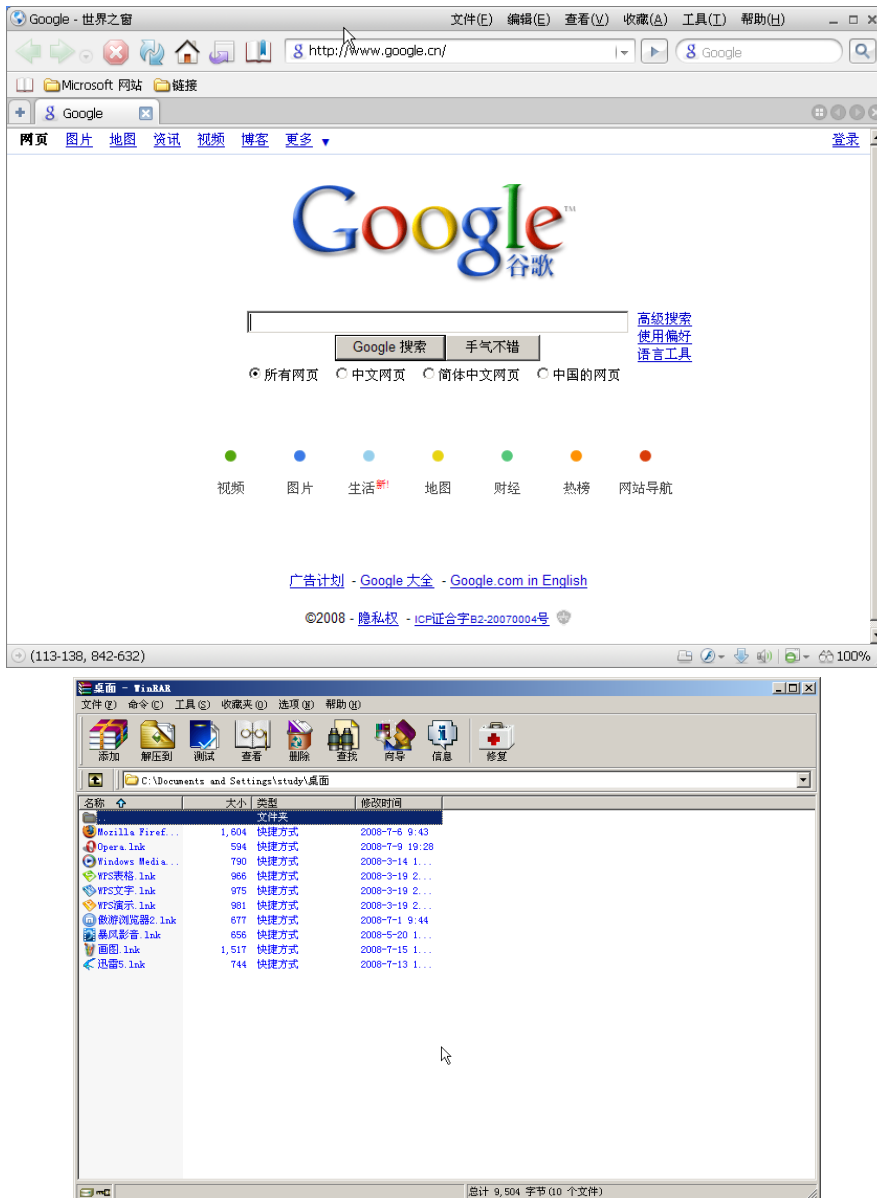 Google - 世界之窗 文件(F) 编辑(E) 查看(V) 收藏(A) 工具(T) 帮助(H)
http://www.google.cn/ Google
Microsoft 网站 链接
Google
网页 图片 地图 资讯 视频 博客 更多 ▼ 登录
Google™
谷歌
高级搜索
使用偏好
Google 搜索 手气不错
语言工具
所有网页 中文网页 简体中文网页 中国的网页
视频 图片 生活新! 地图 财经 热榜 网站导航
广告计划 - Google 大全 - Google.com in English
©2008 - 隐私权 - ICP证合字B2-20070004号
(113-138, 842-632) 100%
桌面 - WinRAR
文件(F) 命令(C) 工具(S) 收藏夹(O) 选项(N) 帮助(H)
添加 解压到 测试 查看 删除 查找 向导 信息 修复
C:\Documents and Settings\study\桌面
名称 大小 类型 修改时间
.. 文件夹
Mozilla Firef... 1,604 快捷方式 2008-7-6 9:43
Opera.lnk 594 快捷方式 2008-7-9 19:28
Windows Media... 790 快捷方式 2008-3-14 1...
WPS表格.lnk 966 快捷方式 2008-3-19 2...
WPS文字.lnk 975 快捷方式 2008-3-19 2...
WPS演示.lnk 981 快捷方式 2008-3-19 2...
傲游浏览器2.lnk 677 快捷方式 2008-7-1 9:44
暴风影音.lnk 656 快捷方式 2008-5-20 1...
画图.lnk 1,517 快捷方式 2008-7-15 1...
迅雷5.lnk 744 快捷方式 2008-7-13 1...
总计 9,504 字节(10 个文件)